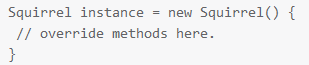 Squirrel instance = new Squirrel() {
 // override methods here.
}